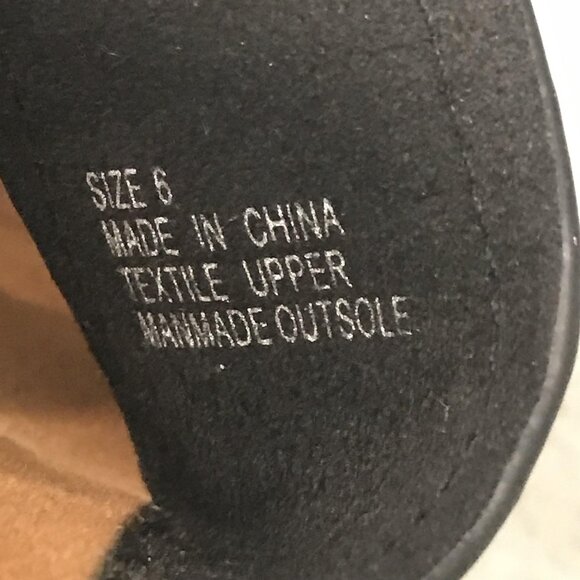 SIZE 6
MADE IN CHINA
TEXTILE UPPER
MANMADE OUTSOLE